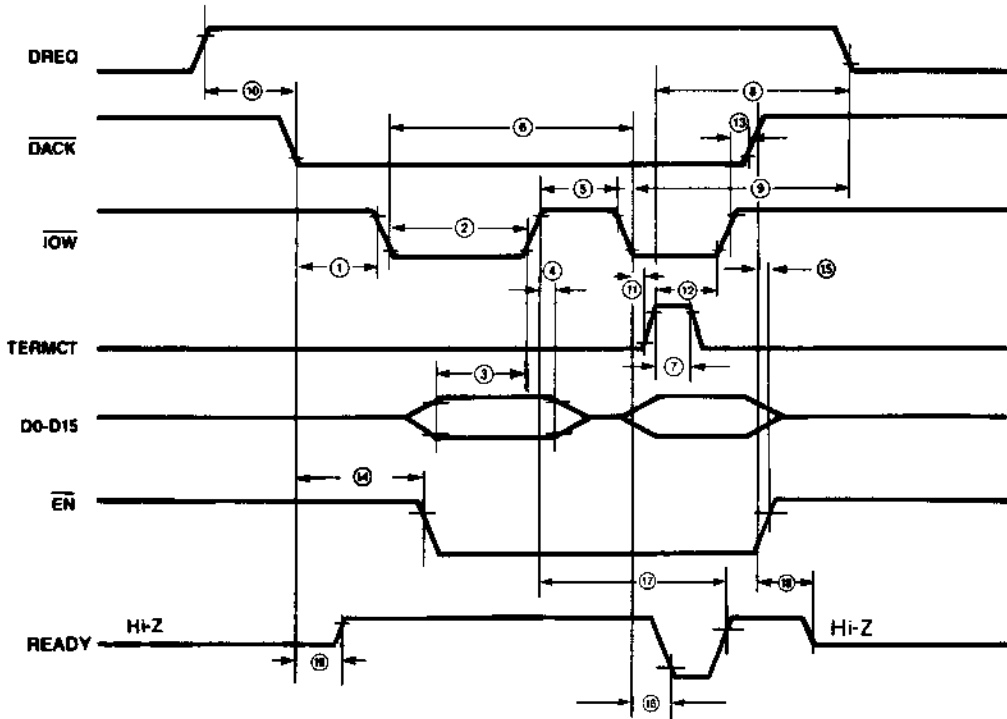 DREQ
⑩
⑧
DACK
⑥
⑬
⑤
⑨
IOW
②
①
④
⑮
⑪
⑫
TERMCT
③
⑦
D0-D15
⑭
EN
⑰
⑱
READY
Hi-Z
Hi-Z
⑯